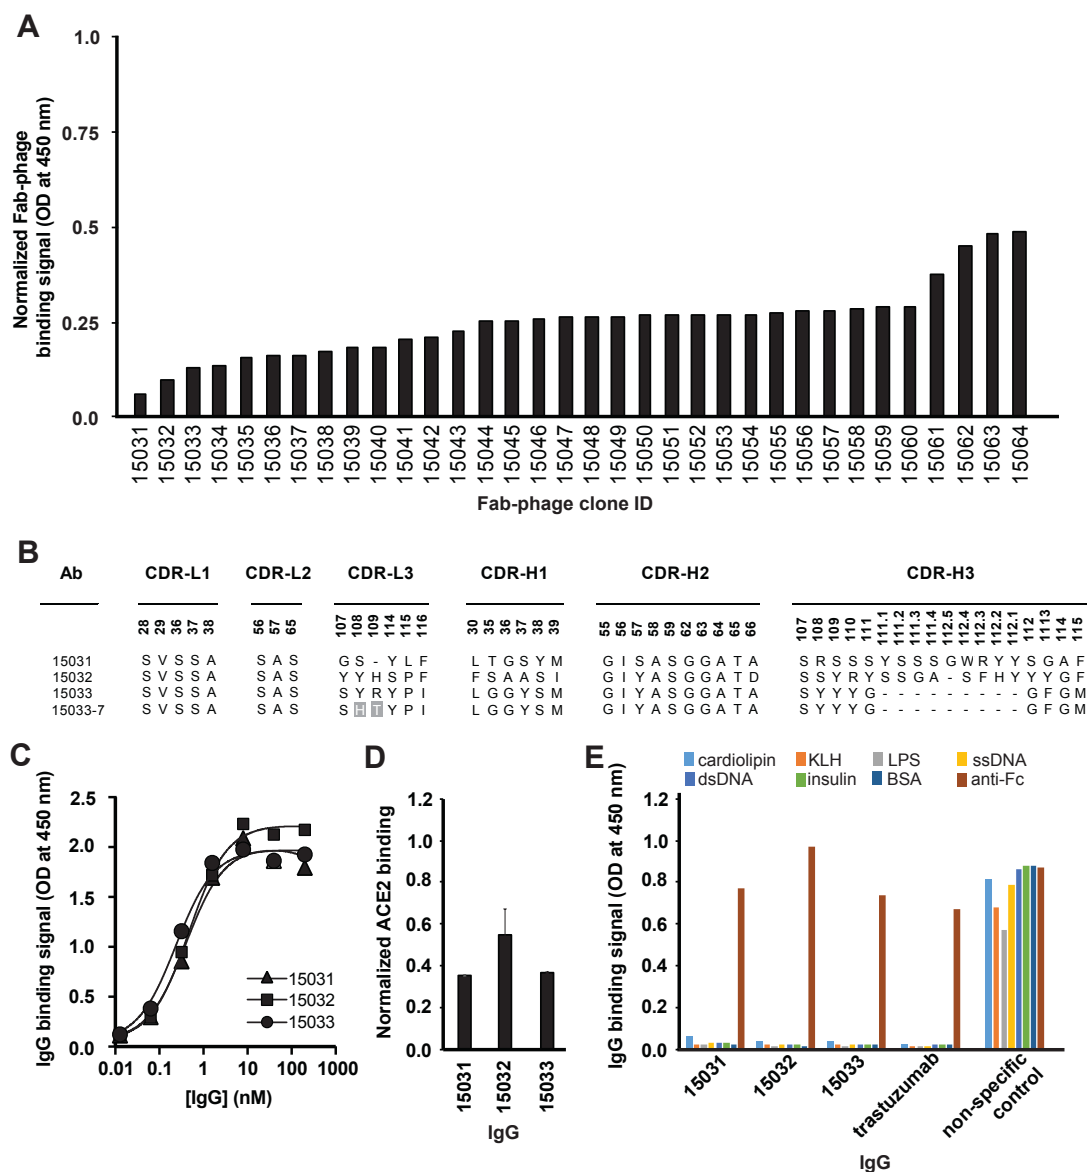 A
Normalized Fab-phage
binding signal (OD at 450 nm)
1.0
0.75
0.5
0.25
0.0
15031 15032 15033 15034 15035 15036 15037 15038 15039 15040 15041 15042 15043 15044 15045 15046 15047 15048 15049 15050 15051 15052 15053 15054 15055 15056 15057 15058 15059 15060 15061 15062 15063 15064
Fab-phage clone ID
B
Ab CDR-L1 CDR-L2 CDR-L3 CDR-H1 CDR-H2 CDR-H3
28 29 36 37 38 56 57 65 107 108 109 114 115 116 30 35 36 37 38 39 55 56 57 58 59 62 63 64 65 66 107 108 109 110 111 111.1 111.2 111.3 111.4 112.5 112.4 112.3 112.2 112.1 112 1113 114 115
15031 S V S S A S A S G S - Y L F L T G S Y M G I S A S G G A T A S R S S S Y S S S G W R Y Y S G A F
15032 S V S S A S A S Y Y H S P F F S A A S I G I Y A S G G A T D S S Y R Y S S G A - S F H Y Y G G M
15033 S V S S A S A S S Y R Y P I L G G Y S M G I Y A S G G A T A S Y Y Y G - - - - - - - - - G F G M
15033-7 S V S S A S A S S H T Y P I L G G Y S M G I Y A S G G A T A S Y Y Y G - - - - - - - - - G F G M
C
IgG binding signal (OD at 450 nm)
2.5
2.0
1.5
1.0
0.5
0.0
15031
15032
15033
0.01 0.1 1 10 100 1000
[IgG] (nM)
D
Normalized ACE2 binding
1.2
1.0
0.8
0.6
0.4
0.2
0.0
15031 15032 15033
IgG
E
cardiolipin KLH LPS ssDNA
dsDNA insulin BSA anti-Fc
IgG binding signal (OD at 450 nm)
1.2
1.0
0.8
0.6
0.4
0.2
0.0
15031 15032 15033 trastuzumab non-specific
control
IgG